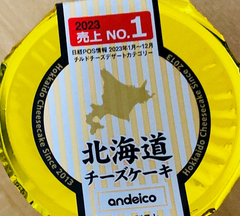 2023
売上 NO.1
日経POS情報 2023年1月〜12月
チルドチーズデザートカテゴリー
Hokkaido Cheesecake Since 2013
Hokkaido Cheesecake Since 2013
北海道
チーズケーキ
andeico